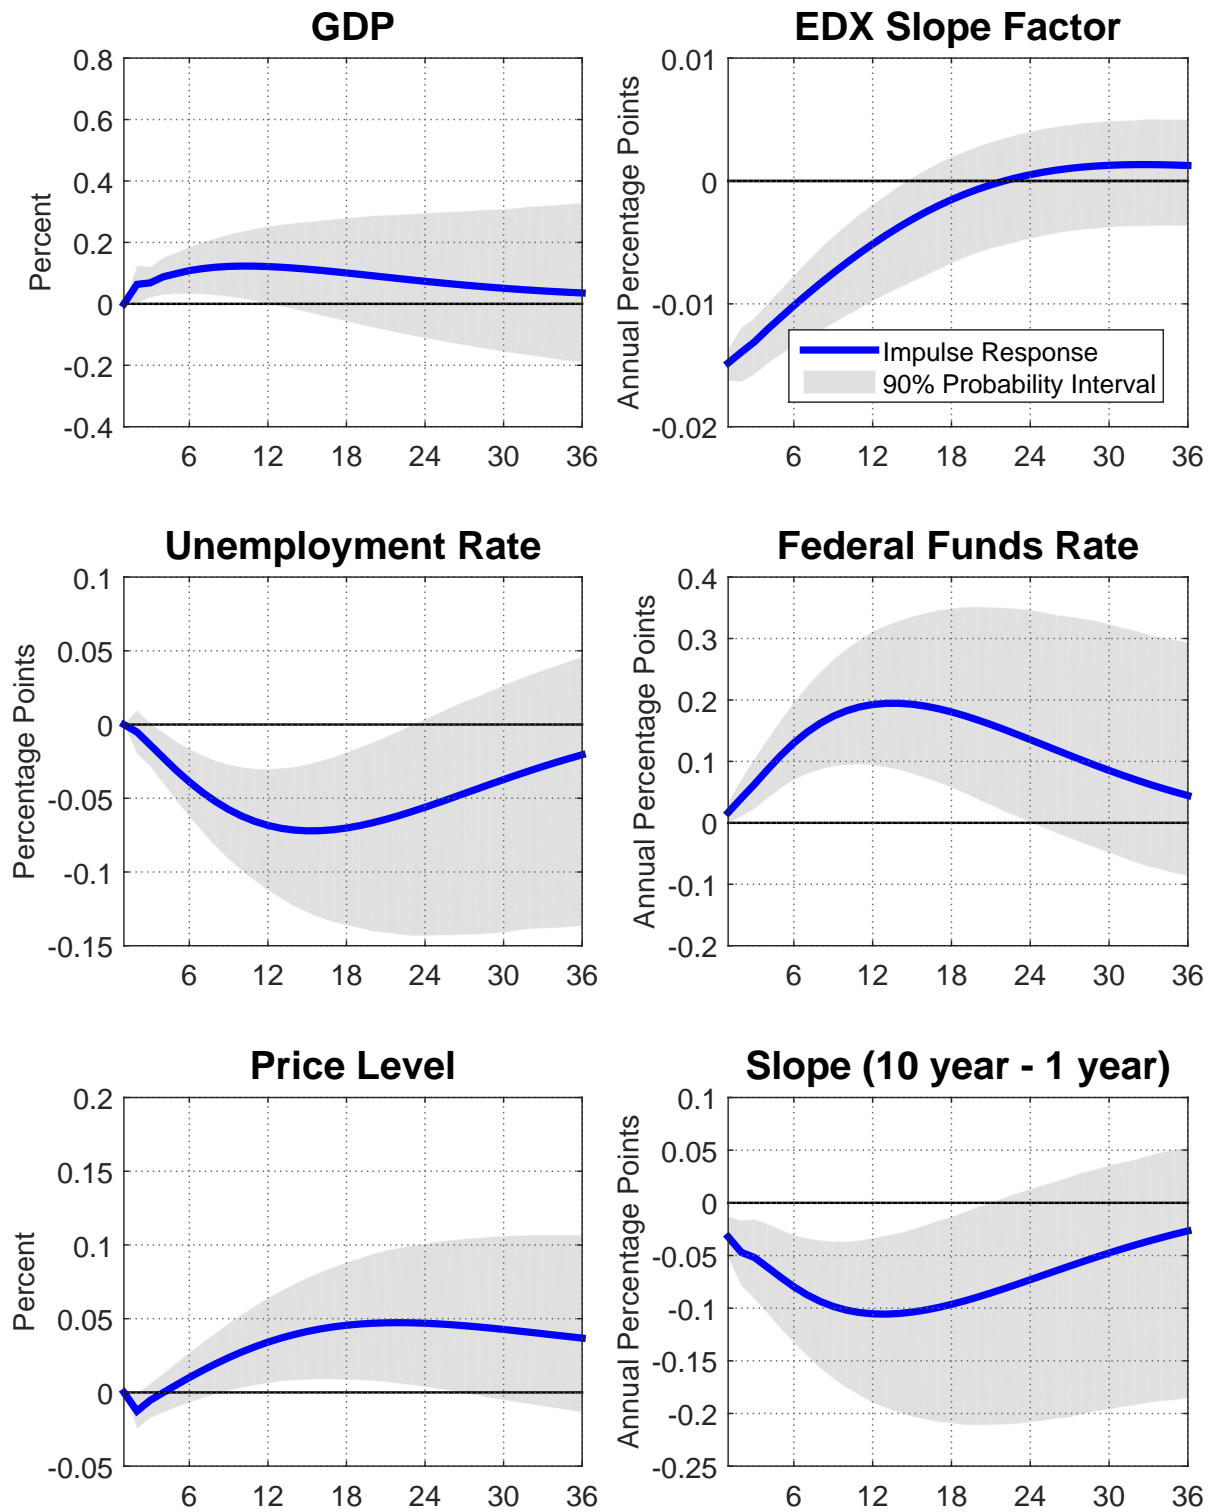 GDP
Percent
0.8
0.6
0.4
0.2
0
-0.2
-0.4
6 12 18 24 30 36
EDX Slope Factor
Annual Percentage Points
0.01
0
-0.01
-0.02
Impulse Response
90% Probability Interval
6 12 18 24 30 36
Unemployment Rate
Percentage Points
0.1
0.05
0
-0.05
-0.1
-0.15
6 12 18 24 30 36
Federal Funds Rate
Annual Percentage Points
0.4
0.3
0.2
0.1
0
-0.1
-0.2
6 12 18 24 30 36
Price Level
Percent
0.2
0.15
0.1
0.05
0
-0.05
6 12 18 24 30 36
Slope (10 year - 1 year)
Annual Percentage Points
0.1
0.05
0
-0.05
-0.1
-0.15
-0.2
-0.25
6 12 18 24 30 36